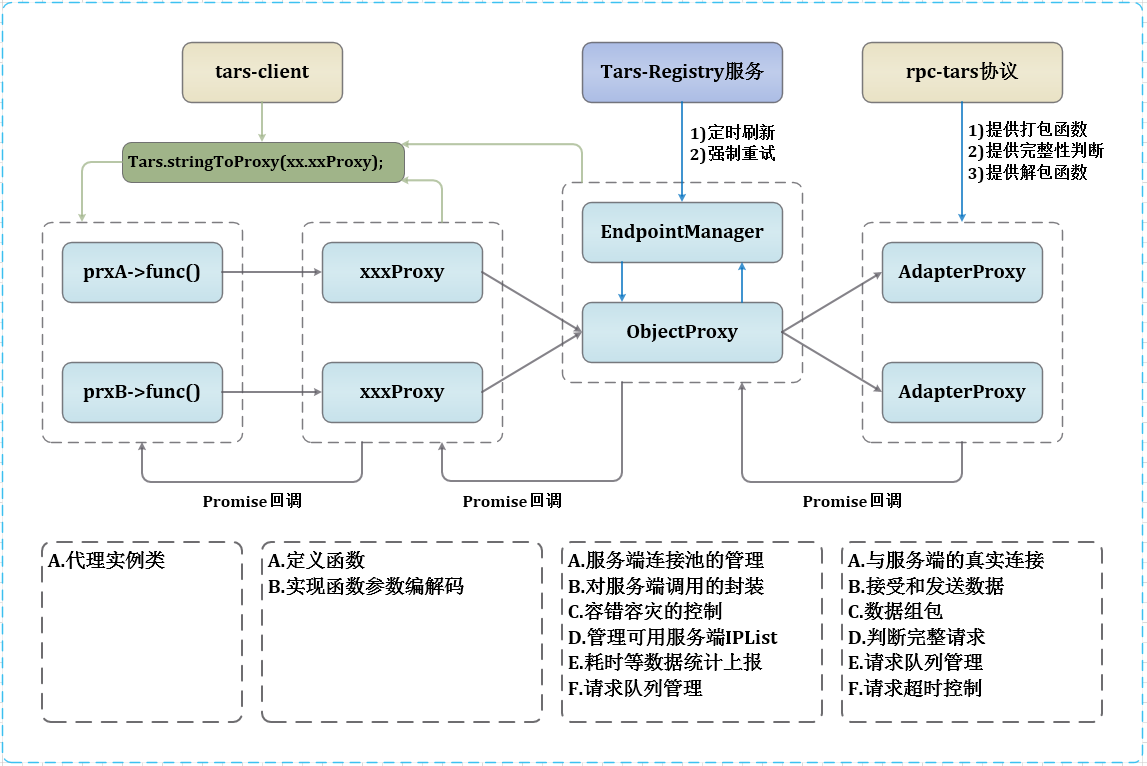 tars-client
Tars-Registry服务
rpc-tars协议
1)定时刷新
2)强制重试
1)提供打包函数
2)提供完整性判断
3)提供解包函数
Tars.stringToProxy(xx.xxProxy);
EndpointManager
prxA->func()
xxxProxy
AdapterProxy
ObjectProxy
prxB->func()
xxxProxy
AdapterProxy
Promise回调
Promise回调
Promise回调
A.代理实例类
A.定义函数
B.实现函数参数编解码
A.服务端连接池的管理
B.对服务端调用的封装
C.容错容灾的控制
D.管理可用服务端IPList
E.耗时等数据统计上报
F.请求队列管理
A.与服务端的真实连接
B.接受和发送数据
C.数据组包
D.判断完整请求
E.请求队列管理
F.请求超时控制